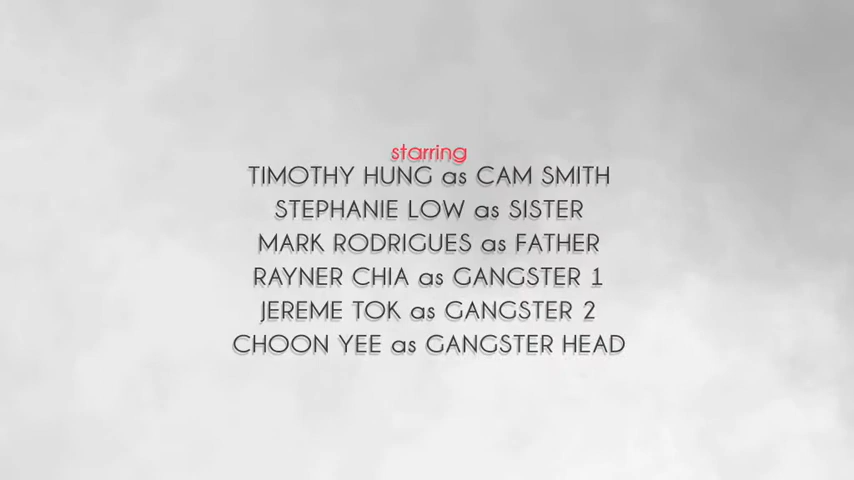 starring
TIMOTHY HUNG as CAM SMITH
STEPHANIE LOW as SISTER
MARK RODRIGUES as FATHER
RAYNER CHIA as GANGSTER 1
JEREME TOK as GANGSTER 2
CHOON YEE as GANGSTER HEAD